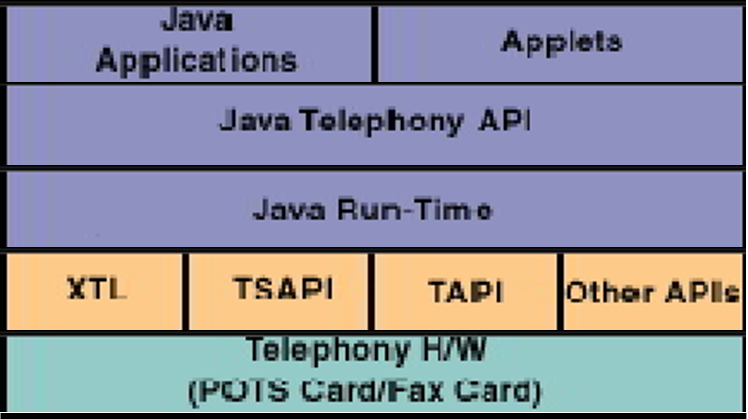 Java
Applications
Applets
Java Telephony API
Java Run-Time
XTL
TSAPI
TAPI
Other APIs
Telephony H/W
(POTS Card/Fax Card)